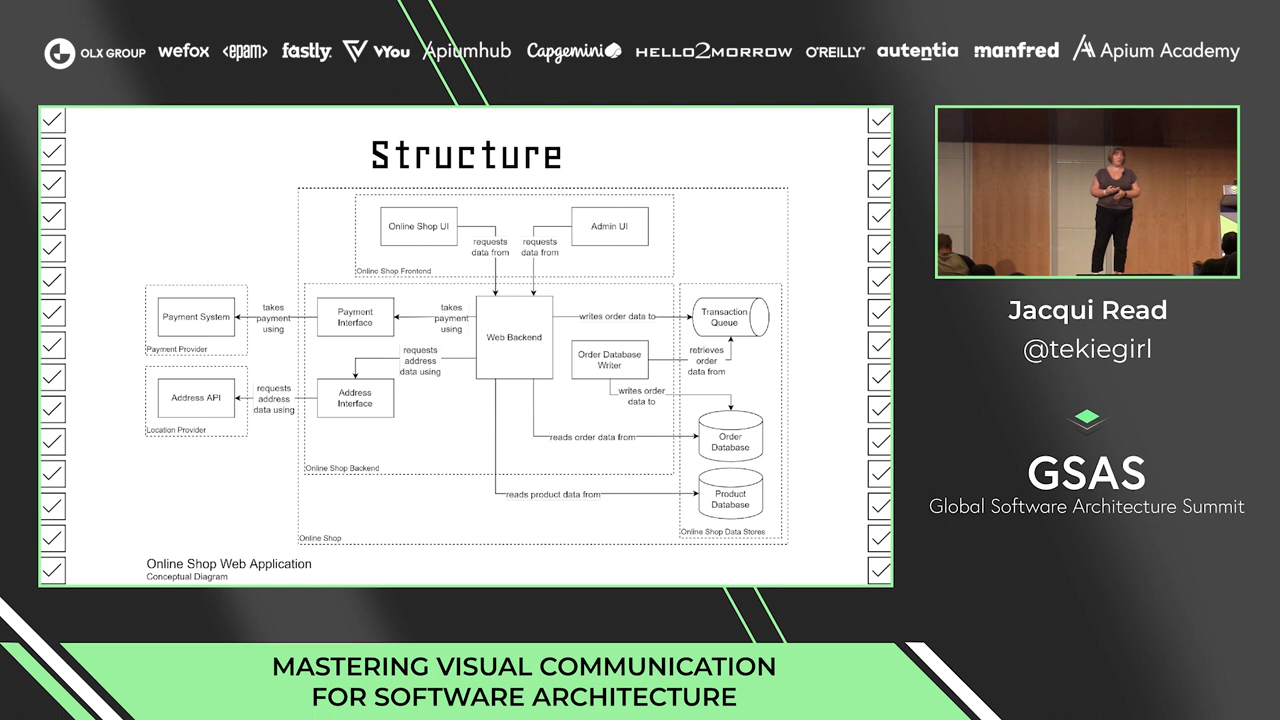 OLX GROUP wefox <epam> fastly. VYou Apiumhub Capgemini HELLO2MORROW O'REILLY® autentia manfred Apium Academy
Structure
Online Shop UI
Admin UI
requests
data from
requests
data from
Online Shop Frontend
Payment System
takes
payment
using
Payment
Interface
takes
payment
using
Web Backend
writes order data to
Transaction
Queue
Payment Provider
requests
address
data using
Order Database
Writer
retrieves
order
data from
Address API
requests
address
data using
Address
Interface
writes order
data to
Location Provider
reads order data from
Order
Database
Online Shop Backend
reads product data from
Product
Database
Online Shop Data Stores
Online Shop
Online Shop Web Application
Conceptual Diagram
Jacqui Read
@tekiegirl
GSAS
Global Software Architecture Summit
MASTERING VISUAL COMMUNICATION
FOR SOFTWARE ARCHITECTURE